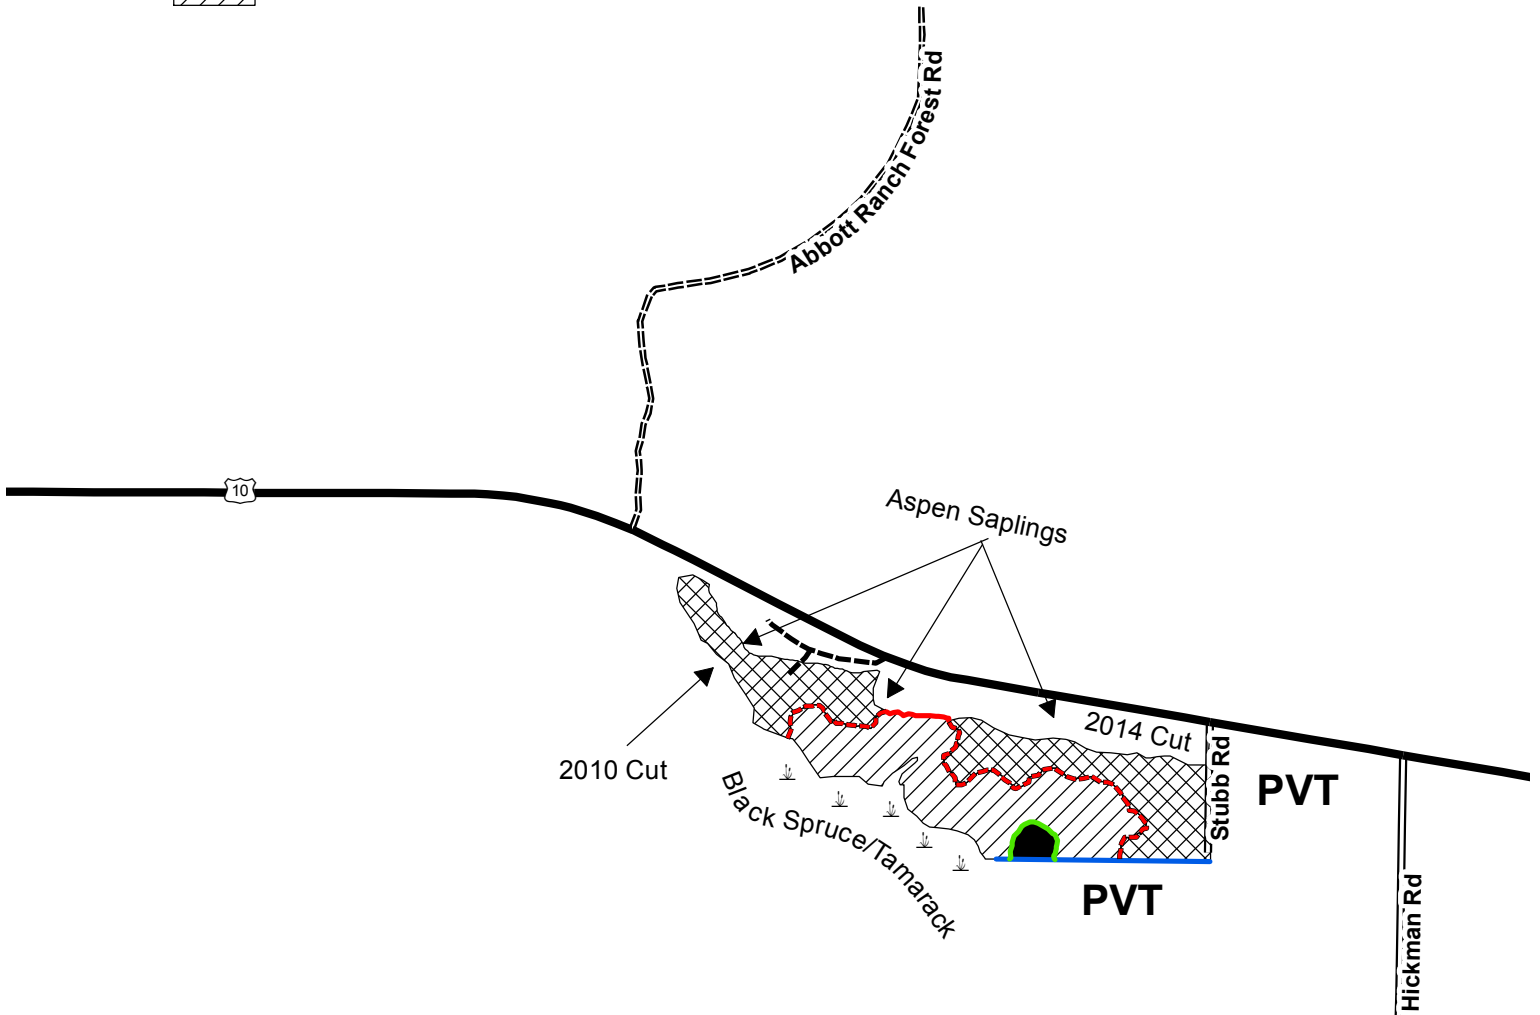 Abbott Ranch Forest Rd
10
Aspen Saplings
2014 Cut
2010 Cut
Stubb Rd
PVT
Black Spruce/Tamarack
PVT
Hickman Rd